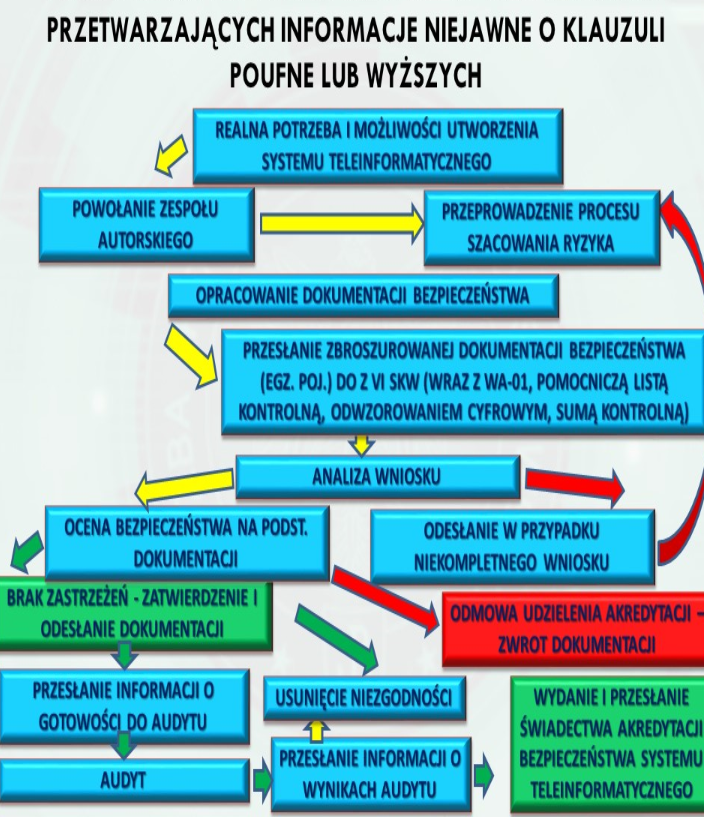 PRZETWARZAJĄCYCH INFORMACJE NIEJAWNE O KLAUZULI
POUFNE LUB WYŻSZYCH
REALNA POTRZEBA I MOŻLIWOŚCI UTWORZENIA
SYSTEMU TELEINFORMATYCZNEGO
POWOŁANIE ZESPOŁU
AUTORSKIEGO
PRZEPROWADZENIE PROCESU
SZACOWANIA RYZYKA
OPRACOWANIE DOKUMENTACJI BEZPIECZEŃSTWA
PRZESŁANIE ZBROSZUROWANEJ DOKUMENTACJI BEZPIECZEŃSTWA
(EGZ. POJ.) DO Z VI SKW (WRAZ Z WA-01, POMOCNICZĄ LISTĄ
KONTROLNĄ, ODWZOROWANIEM CYFROWYM, SUMĄ KONTROLNĄ)
ANALIZA WNIOSKU
OCENA BEZPIECZEŃSTWA NA PODST.
DOKUMENTACJI
ODESŁANIE W PRZYPADKU
NIEKOMPLETNEGO WNIOSKU
BRAK ZASTRZEŻEŃ - ZATWIERDZENIE I
ODESŁANIE DOKUMENTACJI
ODMOWA UDZIELENIA AKREDYTACJI –
ZWROT DOKUMENTACJI
PRZESŁANIE INFORMACJI O
GOTOWOŚCI DO AUDYTU
USUNIĘCIE NIEZGODNOŚCI
WYDANIE I PRZESŁANIE
ŚWIADECTWA AKREDYTACJI
BEZPIECZEŃSTWA SYSTEMU
TELEINFORMATYCZNEGO
AUDYT
PRZESŁANIE INFORMACJI O
WYNIKACH AUDYTU